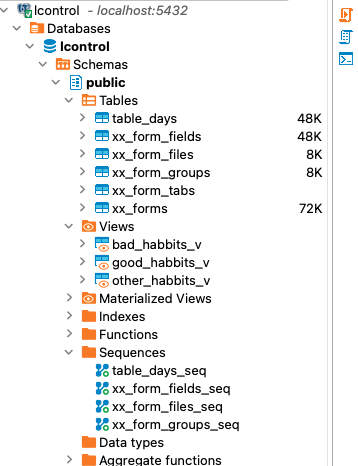 lcontrol - localhost:5432
Databases
lcontrol
Schemas
public
Tables
table_days 48K
xx_form_fields 48K
xx_form_files 8K
xx_form_groups 8K
xx_form_tabs
xx_forms 72K
Views
bad_habbits_v
good_habbits_v
other_habbits_v
Materialized Views
Indexes
Functions
Sequences
table_days_seq
xx_form_fields_seq
xx_form_files_seq
xx_form_groups_seq
Data types
Aggregate functions